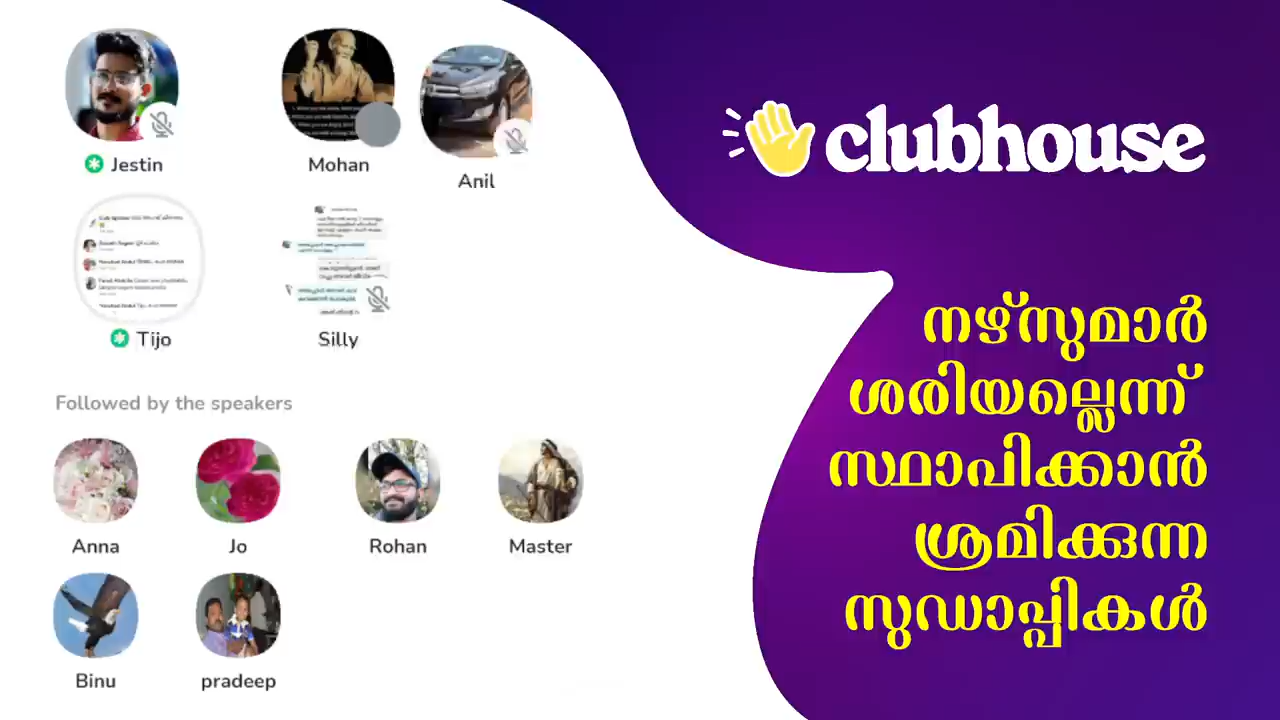 Jestin
Mohan
Anil
Tijo
Silly
Followed by the speakers
Anna
Jo
Rohan
Master
Binu
pradeep
clubhouse
നഴ്സുമാർ
ശരിയല്ലെന്ന്
സ്ഥാപിക്കാൻ
ശ്രമിക്കുന്ന
സുഡാപ്പികൾ